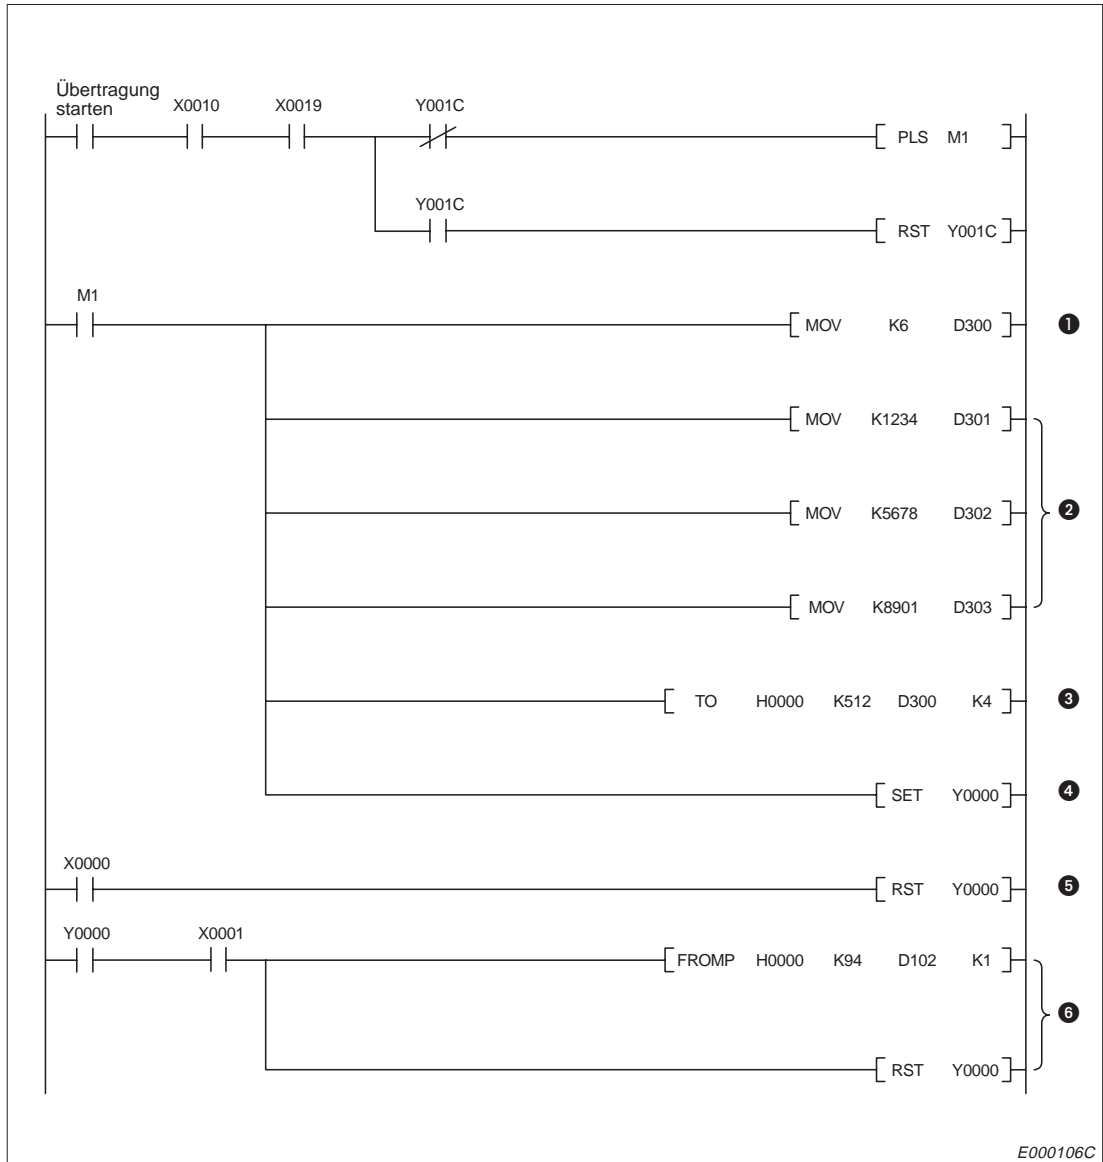 Übertragung
starten
X0010 X0019 Y001C
PLS M1
Y001C
RST Y001C
M1
MOV K6 D300 ❶
MOV K1234 D301
MOV K5678 D302 ❷
MOV K8901 D303
TO H0000 K512 D300 K4 ❸
SET Y0000 ❹
X0000
RST Y0000 ❺
Y0000 X0001
FROMP H0000 K94 D102 K1
❻
RST Y0000
E000106C